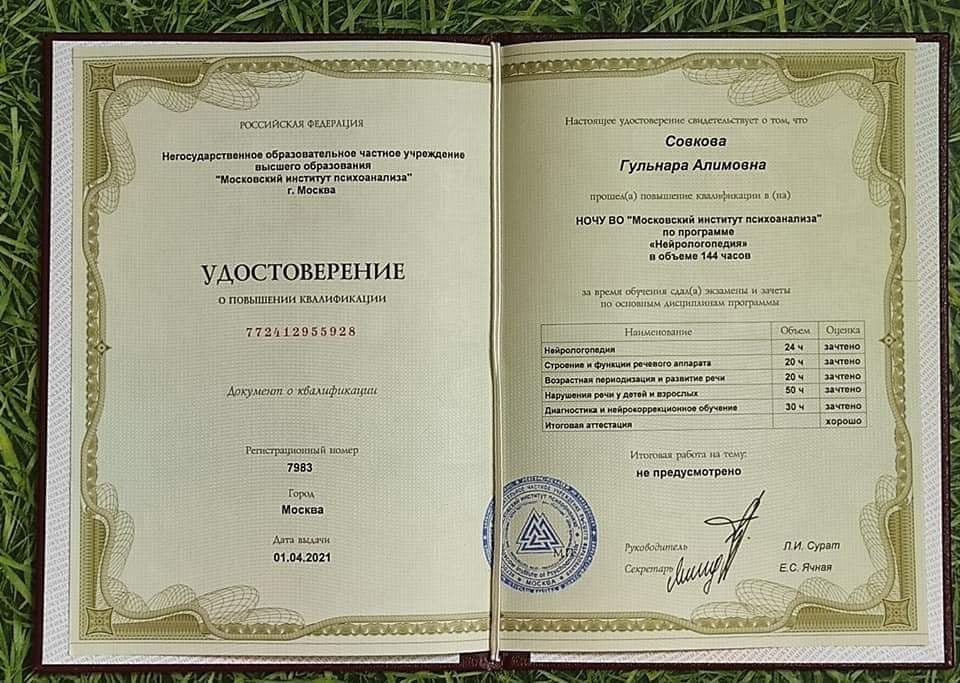 РОССИЙСКАЯ ФЕДЕРАЦИЯ
Негосударственное образовательное частное учреждение
высшего образования
"Московский институт психоанализа"
г. Москва
УДОСТОВЕРЕНИЕ
О ПОВЫШЕНИИ КВАЛИФИКАЦИИ
772412955928
Документ о квалификации
Регистрационный номер
7983
Город
Москва
Дата выдачи
01.04.2021
Настоящее удостоверение свидетельствует о том, что
Совкова
Гульнара Алимовна
прошел(а) повышение квалификации в (на)
НОЧУ ВО "Московский институт психоанализа"
по программе
«Нейрологопедия»
в объеме 144 часов
за время обучения сдал(а) экзамены и зачеты
по основным дисциплинам программы
Наименование Объем Оценка
Нейрологопедия 24 ч зачтено
Строение и функции речевого аппарата 20 ч зачтено
Возрастная периодизация и развитие речи 20 ч зачтено
Нарушения речи у детей и взрослых 50 ч зачтено
Диагностика и нейрокоррекционное обучение 30 ч зачтено
Итоговая аттестация хорошо
Итоговая работа на тему:
не предусмотрено
М.П.
Руководитель Л.И. Сурат
Секретарь Е.С. Ячная
МОСКВА